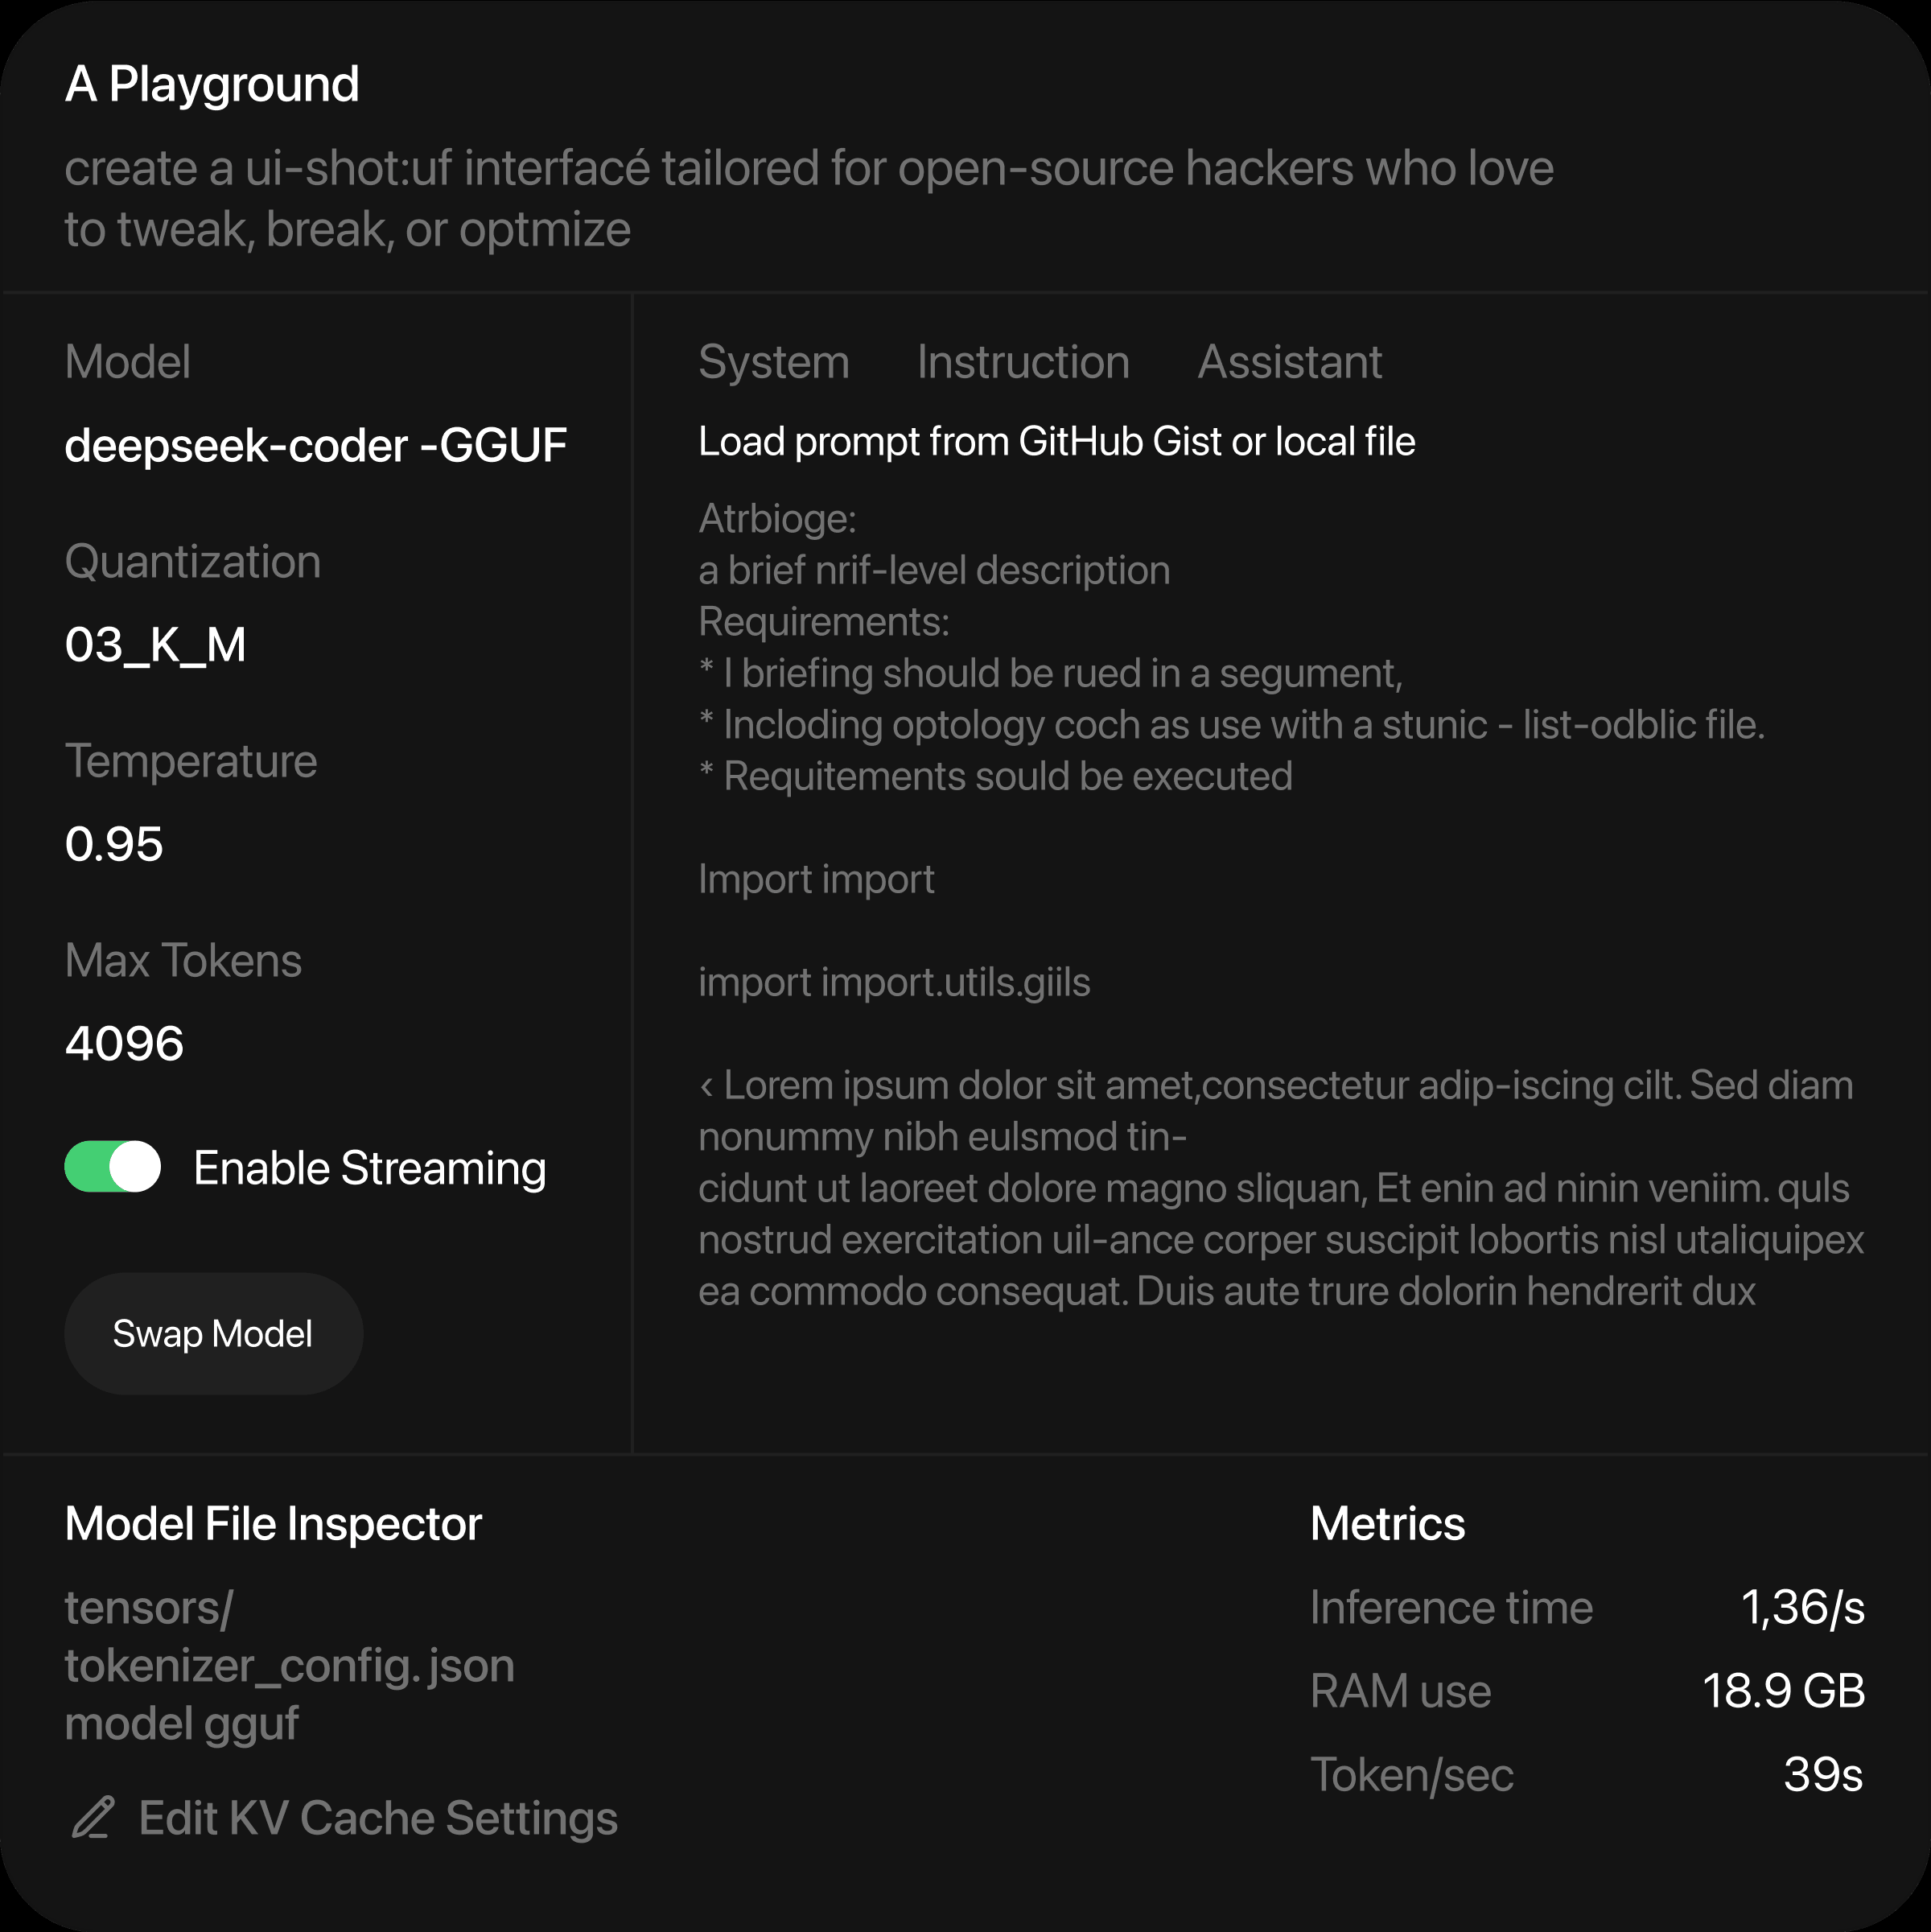 A Playground
create a ui-shot:uf interfacé tailored for open-source hackers who love
to tweak, break, or optmize
Model
deepseek-coder -GGUF
Quantization
03_K_M
Temperature
0.95
Max Tokens
4096
Enable Streaming
Swap Model
System Instruction Assistant
Load prompt from GitHub Gist or local file
Atrbioge:
a brief nrif-level description
Requirements:
* I briefing should be rued in a segument,
* Including optology coch as use with a stunic - list-odblic file.
* Requitements sould be executed
Import import
import import.utils.giils
‹ Lorem ipsum dolor sit amet,consectetur adip-iscing cilt. Sed diam
nonummy nibh eulsmod tin-
cidunt ut laoreet dolore magno sliquan, Et enin ad ninin veniim. quls
nostrud exercitation uil-ance corper suscipit lobortis nisl utaliquipex
ea commodo consequat. Duis aute trure dolorin hendrerit dux
Model File Inspector
tensors/
tokenizer_config. json
model gguf
Edit KV Cache Settings
Metrics
Inference time 1,36/s
RAM use 18.9 GB
Token/sec 39s